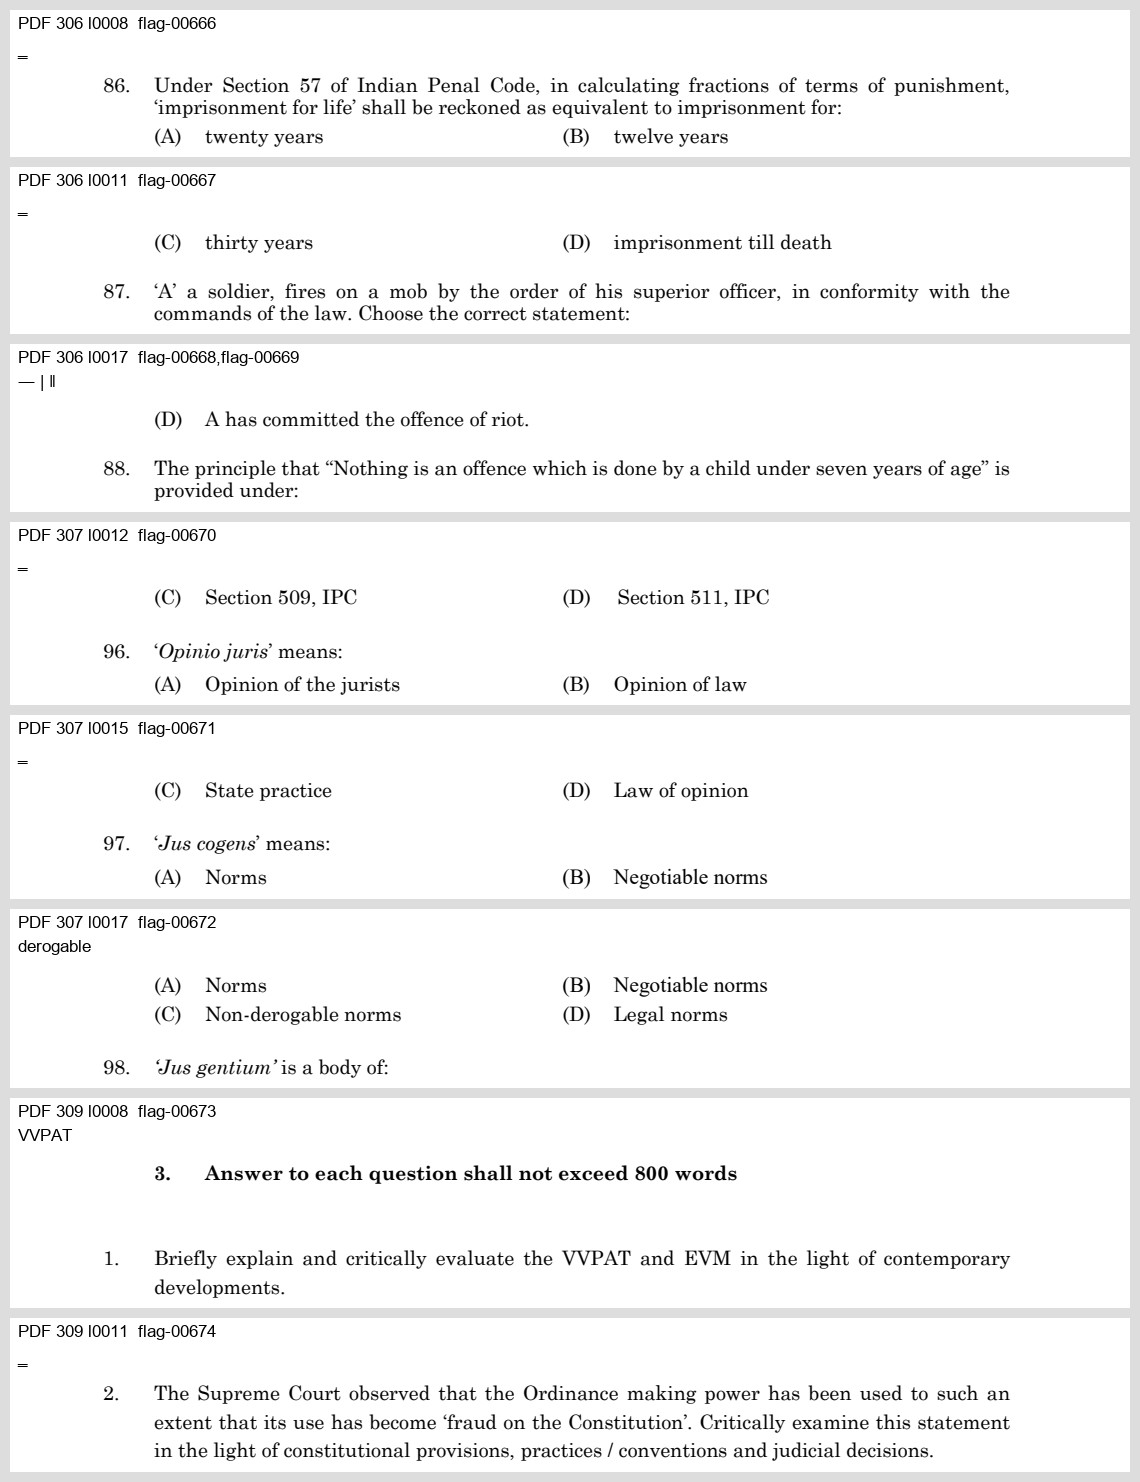 PDF 306 l0008 flag-00666
=
86. Under Section 57 of Indian Penal Code, in calculating fractions of terms of punishment,
‘imprisonment for life’ shall be reckoned as equivalent to imprisonment for:
(A) twenty years (B) twelve years
PDF 306 l0011 flag-00667
=
(C) thirty years (D) imprisonment till death
87. ‘A’ a soldier, fires on a mob by the order of his superior officer, in conformity with the
commands of the law. Choose the correct statement:
PDF 306 l0017 flag-00668,flag-00669
— | ‖
(D) A has committed the offence of riot.
88. The principle that “Nothing is an offence which is done by a child under seven years of age” is
provided under:
PDF 307 l0012 flag-00670
=
(C) Section 509, IPC (D) Section 511, IPC
96. ‘Opinio juris’ means:
(A) Opinion of the jurists (B) Opinion of law
PDF 307 l0015 flag-00671
=
(C) State practice (D) Law of opinion
97. ‘Jus cogens’ means:
(A) Norms (B) Negotiable norms
PDF 307 l0017 flag-00672
derogable
(A) Norms (B) Negotiable norms
(C) Non-derogable norms (D) Legal norms
98. ‘Jus gentium’ is a body of:
PDF 309 l0008 flag-00673
VVPAT
3. Answer to each question shall not exceed 800 words
1. Briefly explain and critically evaluate the VVPAT and EVM in the light of contemporary
developments.
PDF 309 l0011 flag-00674
=
2. The Supreme Court observed that the Ordinance making power has been used to such an
extent that its use has become ‘fraud on the Constitution’. Critically examine this statement
in the light of constitutional provisions, practices / conventions and judicial decisions.